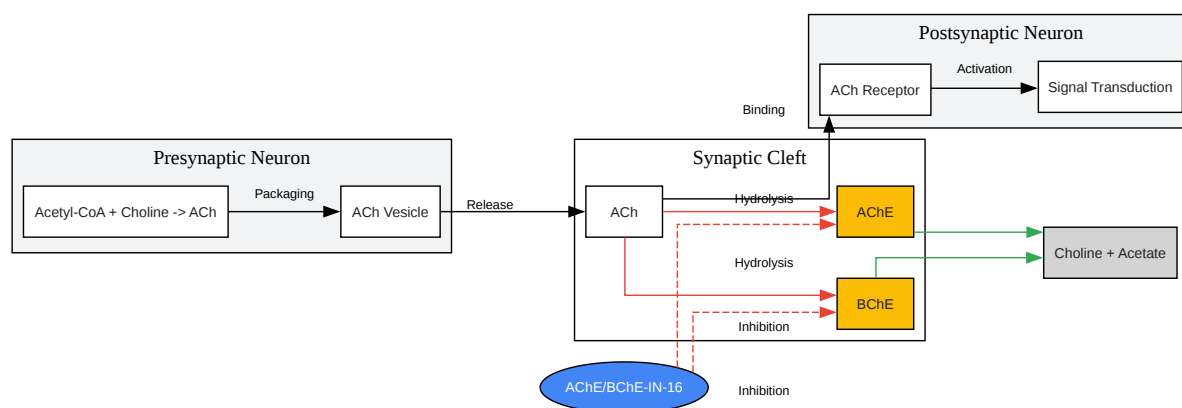 Postsynaptic Neuron
ACh Receptor
Activation
Signal Transduction
Binding
Presynaptic Neuron
Acetyl-CoA + Choline -> ACh
Packaging
ACh Vesicle
Release
Synaptic Cleft
ACh
Hydrolysis
AChE
Choline + Acetate
Hydrolysis
BChE
Inhibition
AChE/BChE-IN-16
Inhibition